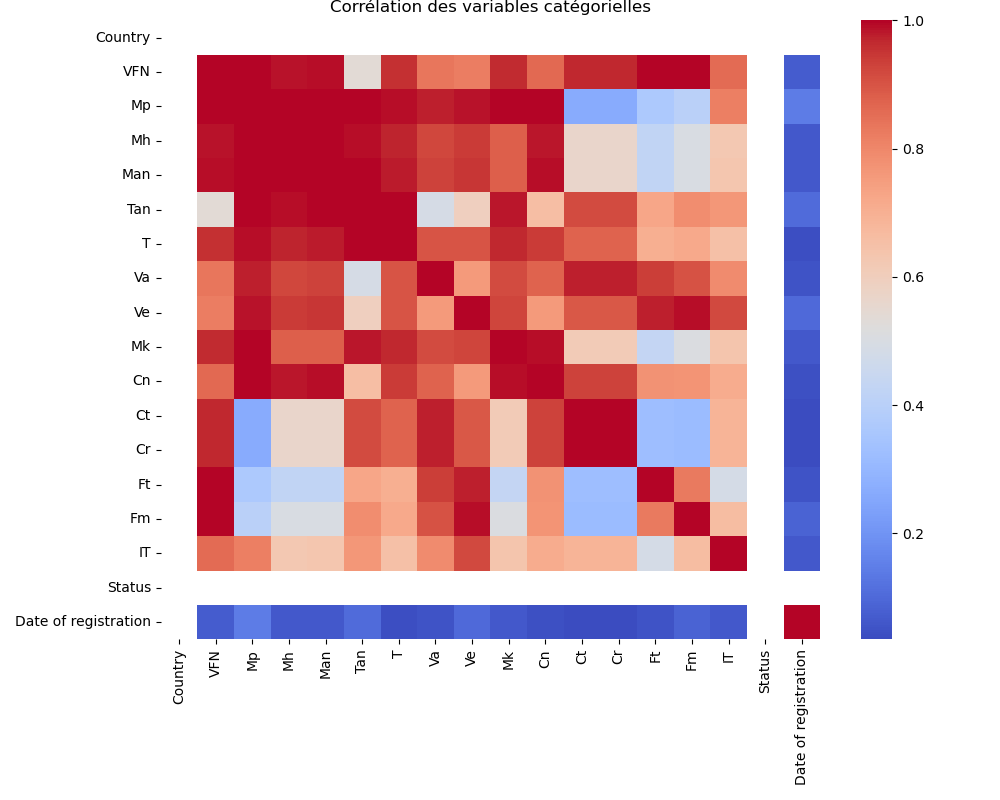 Corrélation des variables catégorielles
Country
VFN
Mp
Mh
Man
Tan
T
Va
Ve
Mk
Cn
Ct
Cr
Ft
Fm
IT
Status
Date of registration
Country
VFN
Mp
Mh
Man
Tan
T
Va
Ve
Mk
Cn
Ct
Cr
Ft
Fm
IT
Status
Date of registration
1.0
0.8
0.6
0.4
0.2